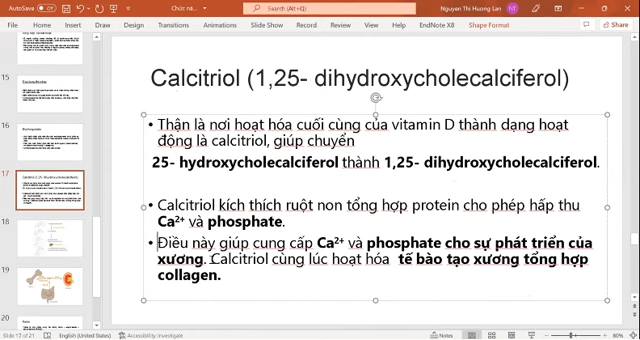 AutoSave Off
Chức nă...
Search (Alt+Q)
Nguyen Thi Huong Lan
NT
File Home Insert Draw Design Transitions Animations Slide Show Record Review View Help EndNote X8 Shape Format
Share
15
16
17
18
19
20
Calcitriol (1,25- dihydroxycholecalciferol)
• Thận là nơi hoạt hóa cuối cùng của vitamin D thành dạng hoạt
động là calcitriol, giúp chuyển
25- hydroxycholecalciferol thành 1,25- dihydroxycholecalciferol.
• Calcitriol kích thích ruột non tổng hợp protein cho phép hấp thu
Ca²⁺ và phosphate.
• Điều này giúp cung cấp Ca²⁺ và phosphate cho sự phát triển của
xương. Calcitriol cùng lúc hoạt hóa tế bào tạo xương tổng hợp
collagen.
Slide 17 of 21 English (United States) Accessibility: Investigate Notes 80%